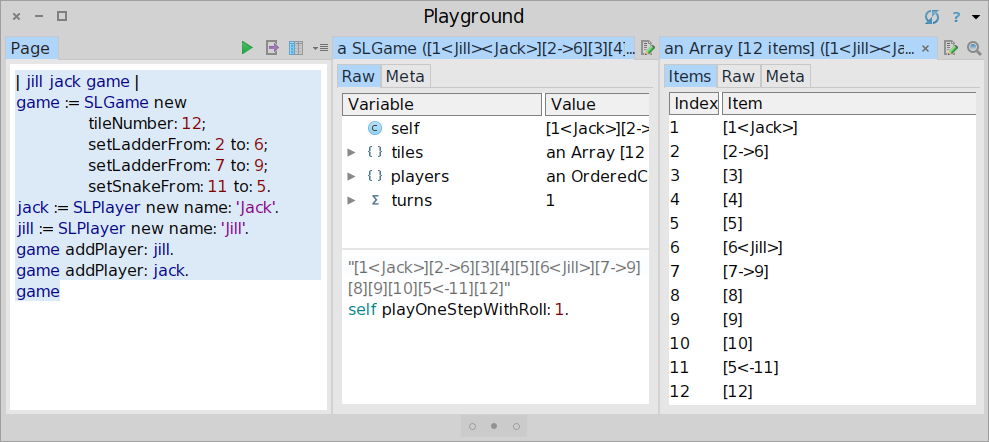 Playground
?
Page
| jill jack game |
game := SLGame new
tileNumber: 12;
setLadderFrom: 2 to: 6;
setLadderFrom: 7 to: 9;
setSnakeFrom: 11 to: 5.
jack := SLPlayer new name: 'Jack'.
jill := SLPlayer new name: 'Jill'.
game addPlayer: jill.
game addPlayer: jack.
game
a SLGame ([1<Jill><Jack>][2->6][3][4]...
Raw Meta
Variable Value
c self [1<Jack>][2->
{ } tiles an Array [12
{ } players an OrderedC
Σ turns 1
"[1<Jack>][2->6][3][4][5][6<Jill>][7->9]
[8][9][10][5<-11][12]"
self playOneStepWithRoll: 1.
an Array [12 items] ([1<Jill><Ja... ×
Items Raw Meta
Index Item
1 [1<Jack>]
2 [2->6]
3 [3]
4 [4]
5 [5]
6 [6<Jill>]
7 [7->9]
8 [8]
9 [9]
10 [10]
11 [5<-11]
12 [12]